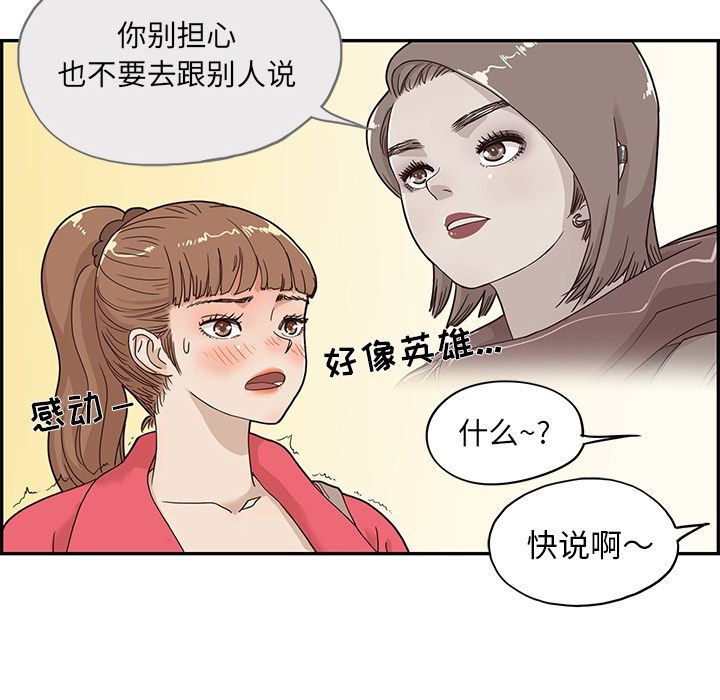 你别担心
也不要去跟别人说
好像英雄...
感动-
什么~?
快说啊~